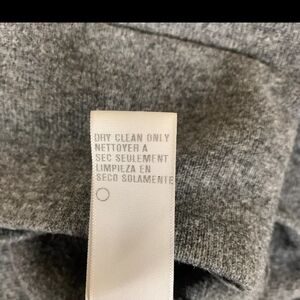 DRY CLEAN ONLY
NETTOYER A
SEC SEULEMENT
LIMPIEZA EN
SECO SOLAMENTE